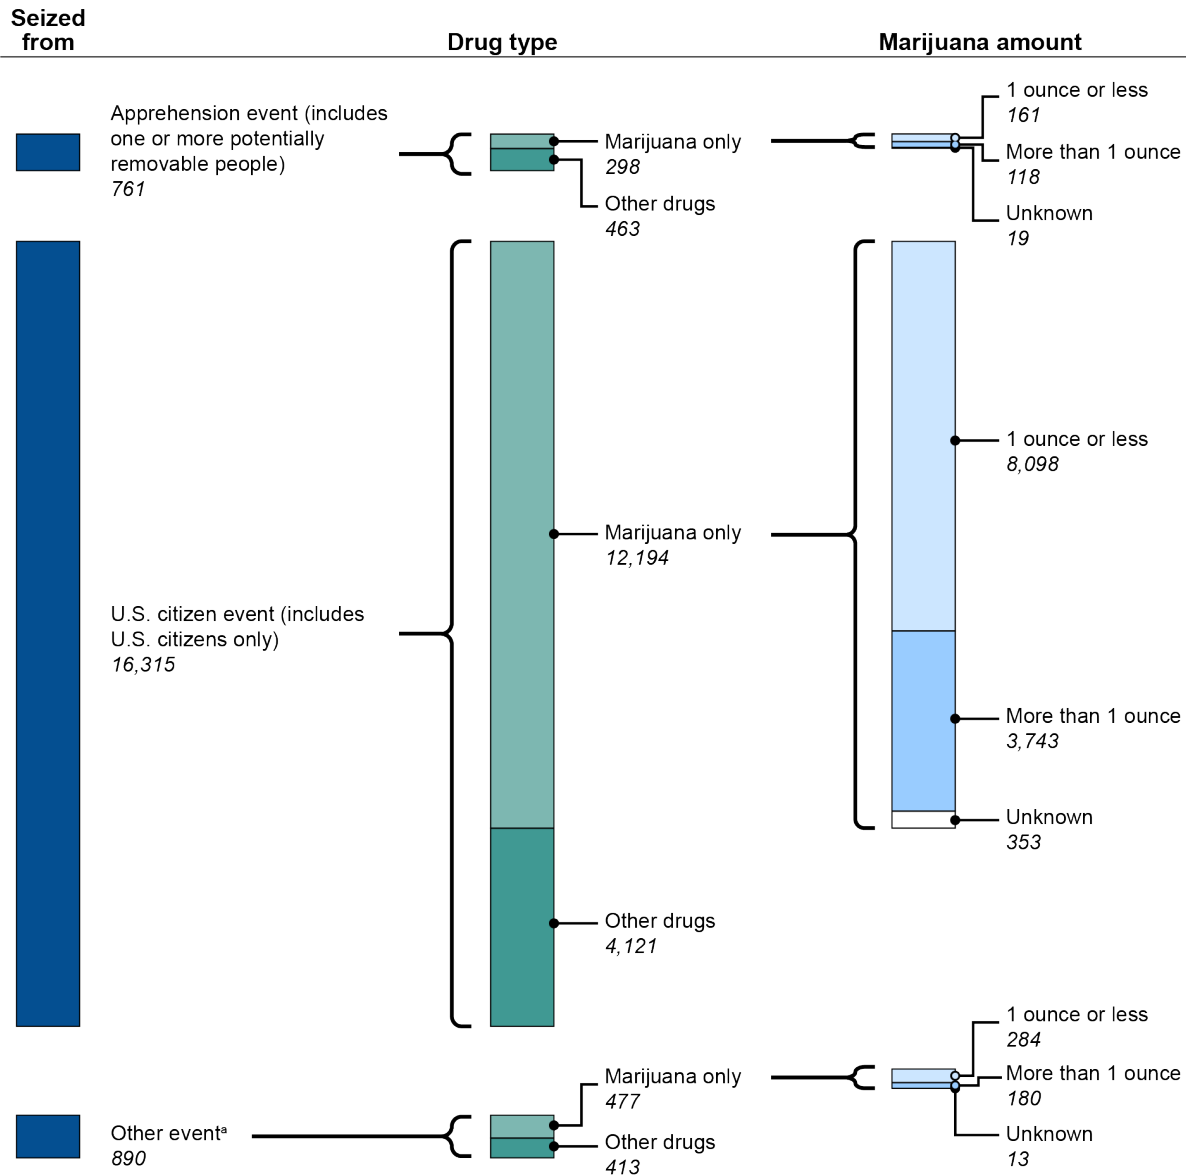 Seized
from
Drug type
Marijuana amount
Apprehension event (includes
one or more potentially
removable people)
761
Marijuana only
298
Other drugs
463
1 ounce or less
161
More than 1 ounce
118
Unknown
19
U.S. citizen event (includes
U.S. citizens only)
16,315
Marijuana only
12,194
Other drugs
4,121
1 ounce or less
8,098
More than 1 ounce
3,743
Unknown
353
Other eventᵃ
890
Marijuana only
477
Other drugs
413
1 ounce or less
284
More than 1 ounce
180
Unknown
13